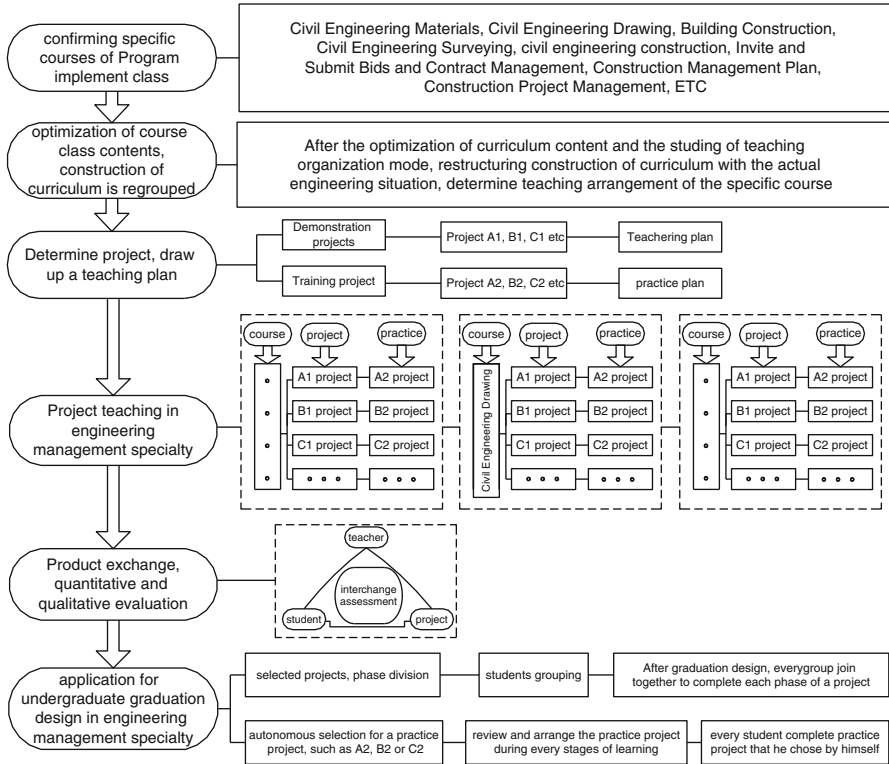 confirming specific
courses of Program
implement class
Civil Engineering Materials, Civil Engineering Drawing, Building Construction,
Civil Engineering Surveying, civil engineering construction, Invite and
Submit Bids and Contract Management, Construction Management Plan,
Construction Project Management, ETC
optimization of course
class contents,
construction of
curriculum is regrouped
After the optimization of curriculum content and the studing of teaching
organization mode, restructuring construction of curriculum with the actual
engineering situation, determine teaching arrangement of the specific course
Determine project, draw
up a teaching plan
Demonstration
projects
Project A1, B1, C1 etc
Teachering plan
Training project
Project A2, B2, C2 etc
practice plan
Project teaching in
engineering
management specialty
course
project
practice
A1 project
A2 project
B1 project
B2 project
C1 project
C2 project
course
project
practice
Civil Engineering Drawing
A1 project
A2 project
B1 project
B2 project
C1 project
C2 project
course
project
practice
A1 project
A2 project
B1 project
B2 project
C1 project
C2 project
Product exchange,
quantitative and
qualitative evaluation
teacher
interchange
assessment
student
project
application for
undergraduate graduation
design in engineering
management specialty
selected projects, phase division
students grouping
After graduation design, everygroup join
together to complete each phase of a project
autonomous selection for a practice
project, such as A2, B2 or C2
review and arrange the practice project
during every stages of learning
every student complete practice
project that he chose by himself